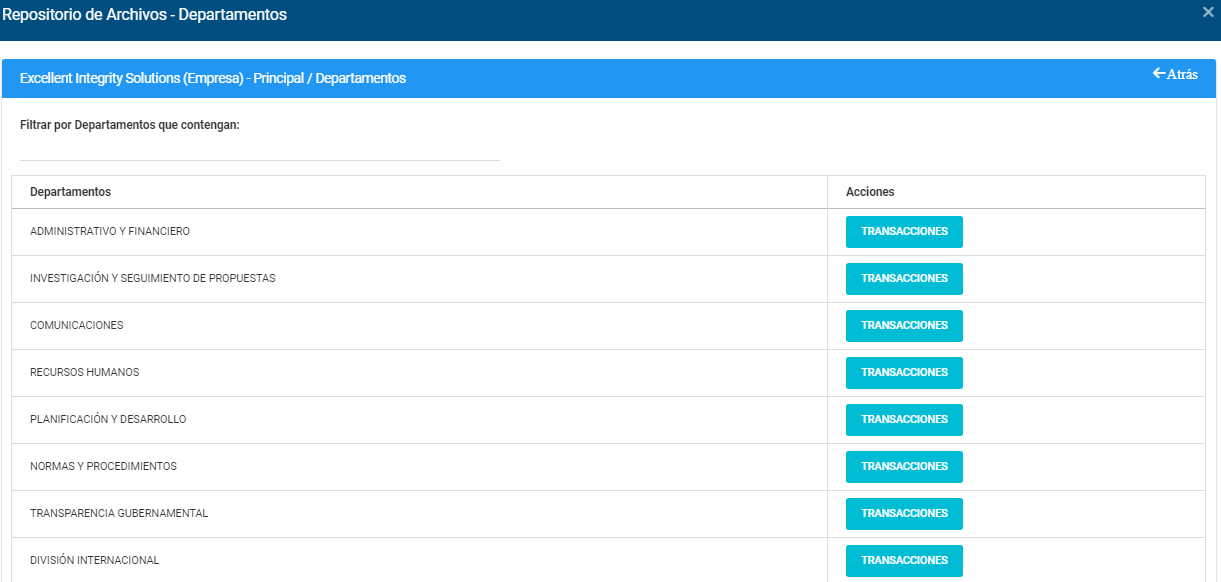 Repositorio de Archivos - Departamentos
Excellent Integrity Solutions (Empresa) - Principal / Departamentos
Atrás
Filtrar por Departamentos que contengan:
Departamentos Acciones
ADMINISTRATIVO Y FINANCIERO TRANSACCIONES
INVESTIGACIÓN Y SEGUIMIENTO DE PROPUESTAS TRANSACCIONES
COMUNICACIONES TRANSACCIONES
RECURSOS HUMANOS TRANSACCIONES
PLANIFICACIÓN Y DESARROLLO TRANSACCIONES
NORMAS Y PROCEDIMIENTOS TRANSACCIONES
TRANSPARENCIA GUBERNAMENTAL TRANSACCIONES
DIVISIÓN INTERNACIONAL TRANSACCIONES